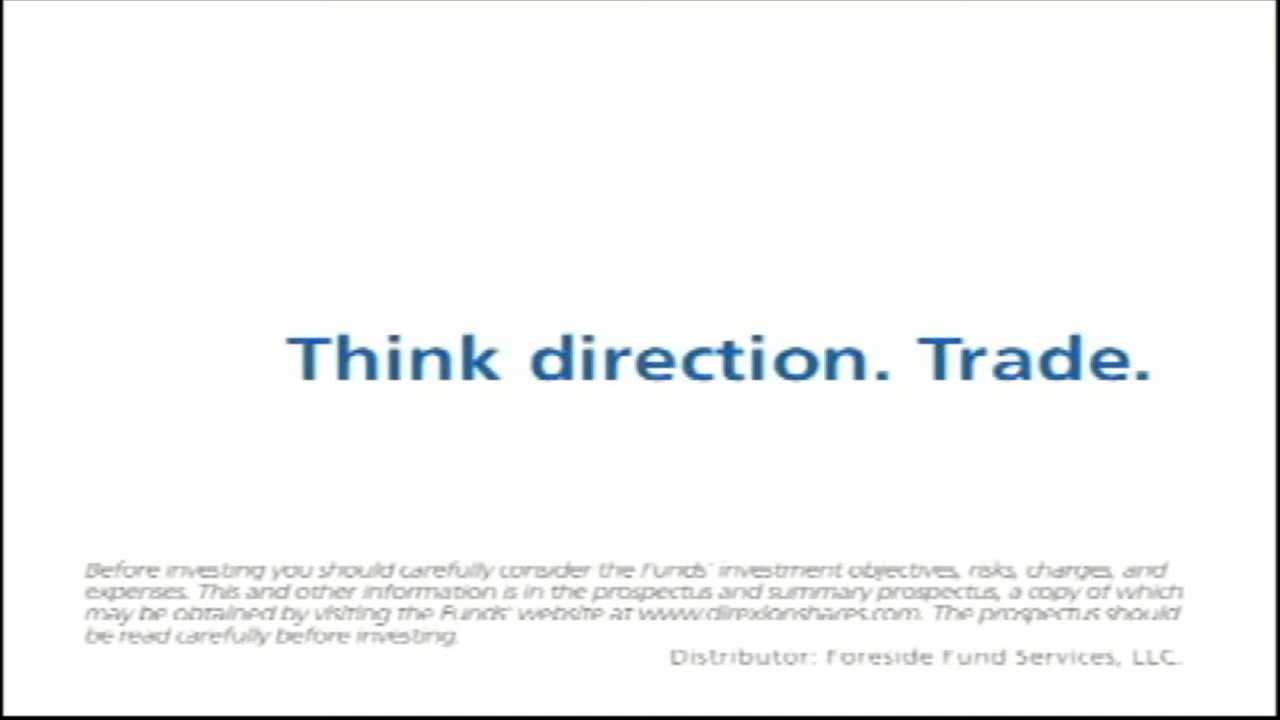 Think direction. Trade.
Before investing you should carefully consider the Funds' investment objectives, risks, charges, and
expenses. This and other information is in the prospectus and summary prospectus, a copy of which
may be obtained by visiting the Funds' website at www.direxionshares.com. The prospectus should
be read carefully before investing.
Distributor: Foreside Fund Services, LLC.